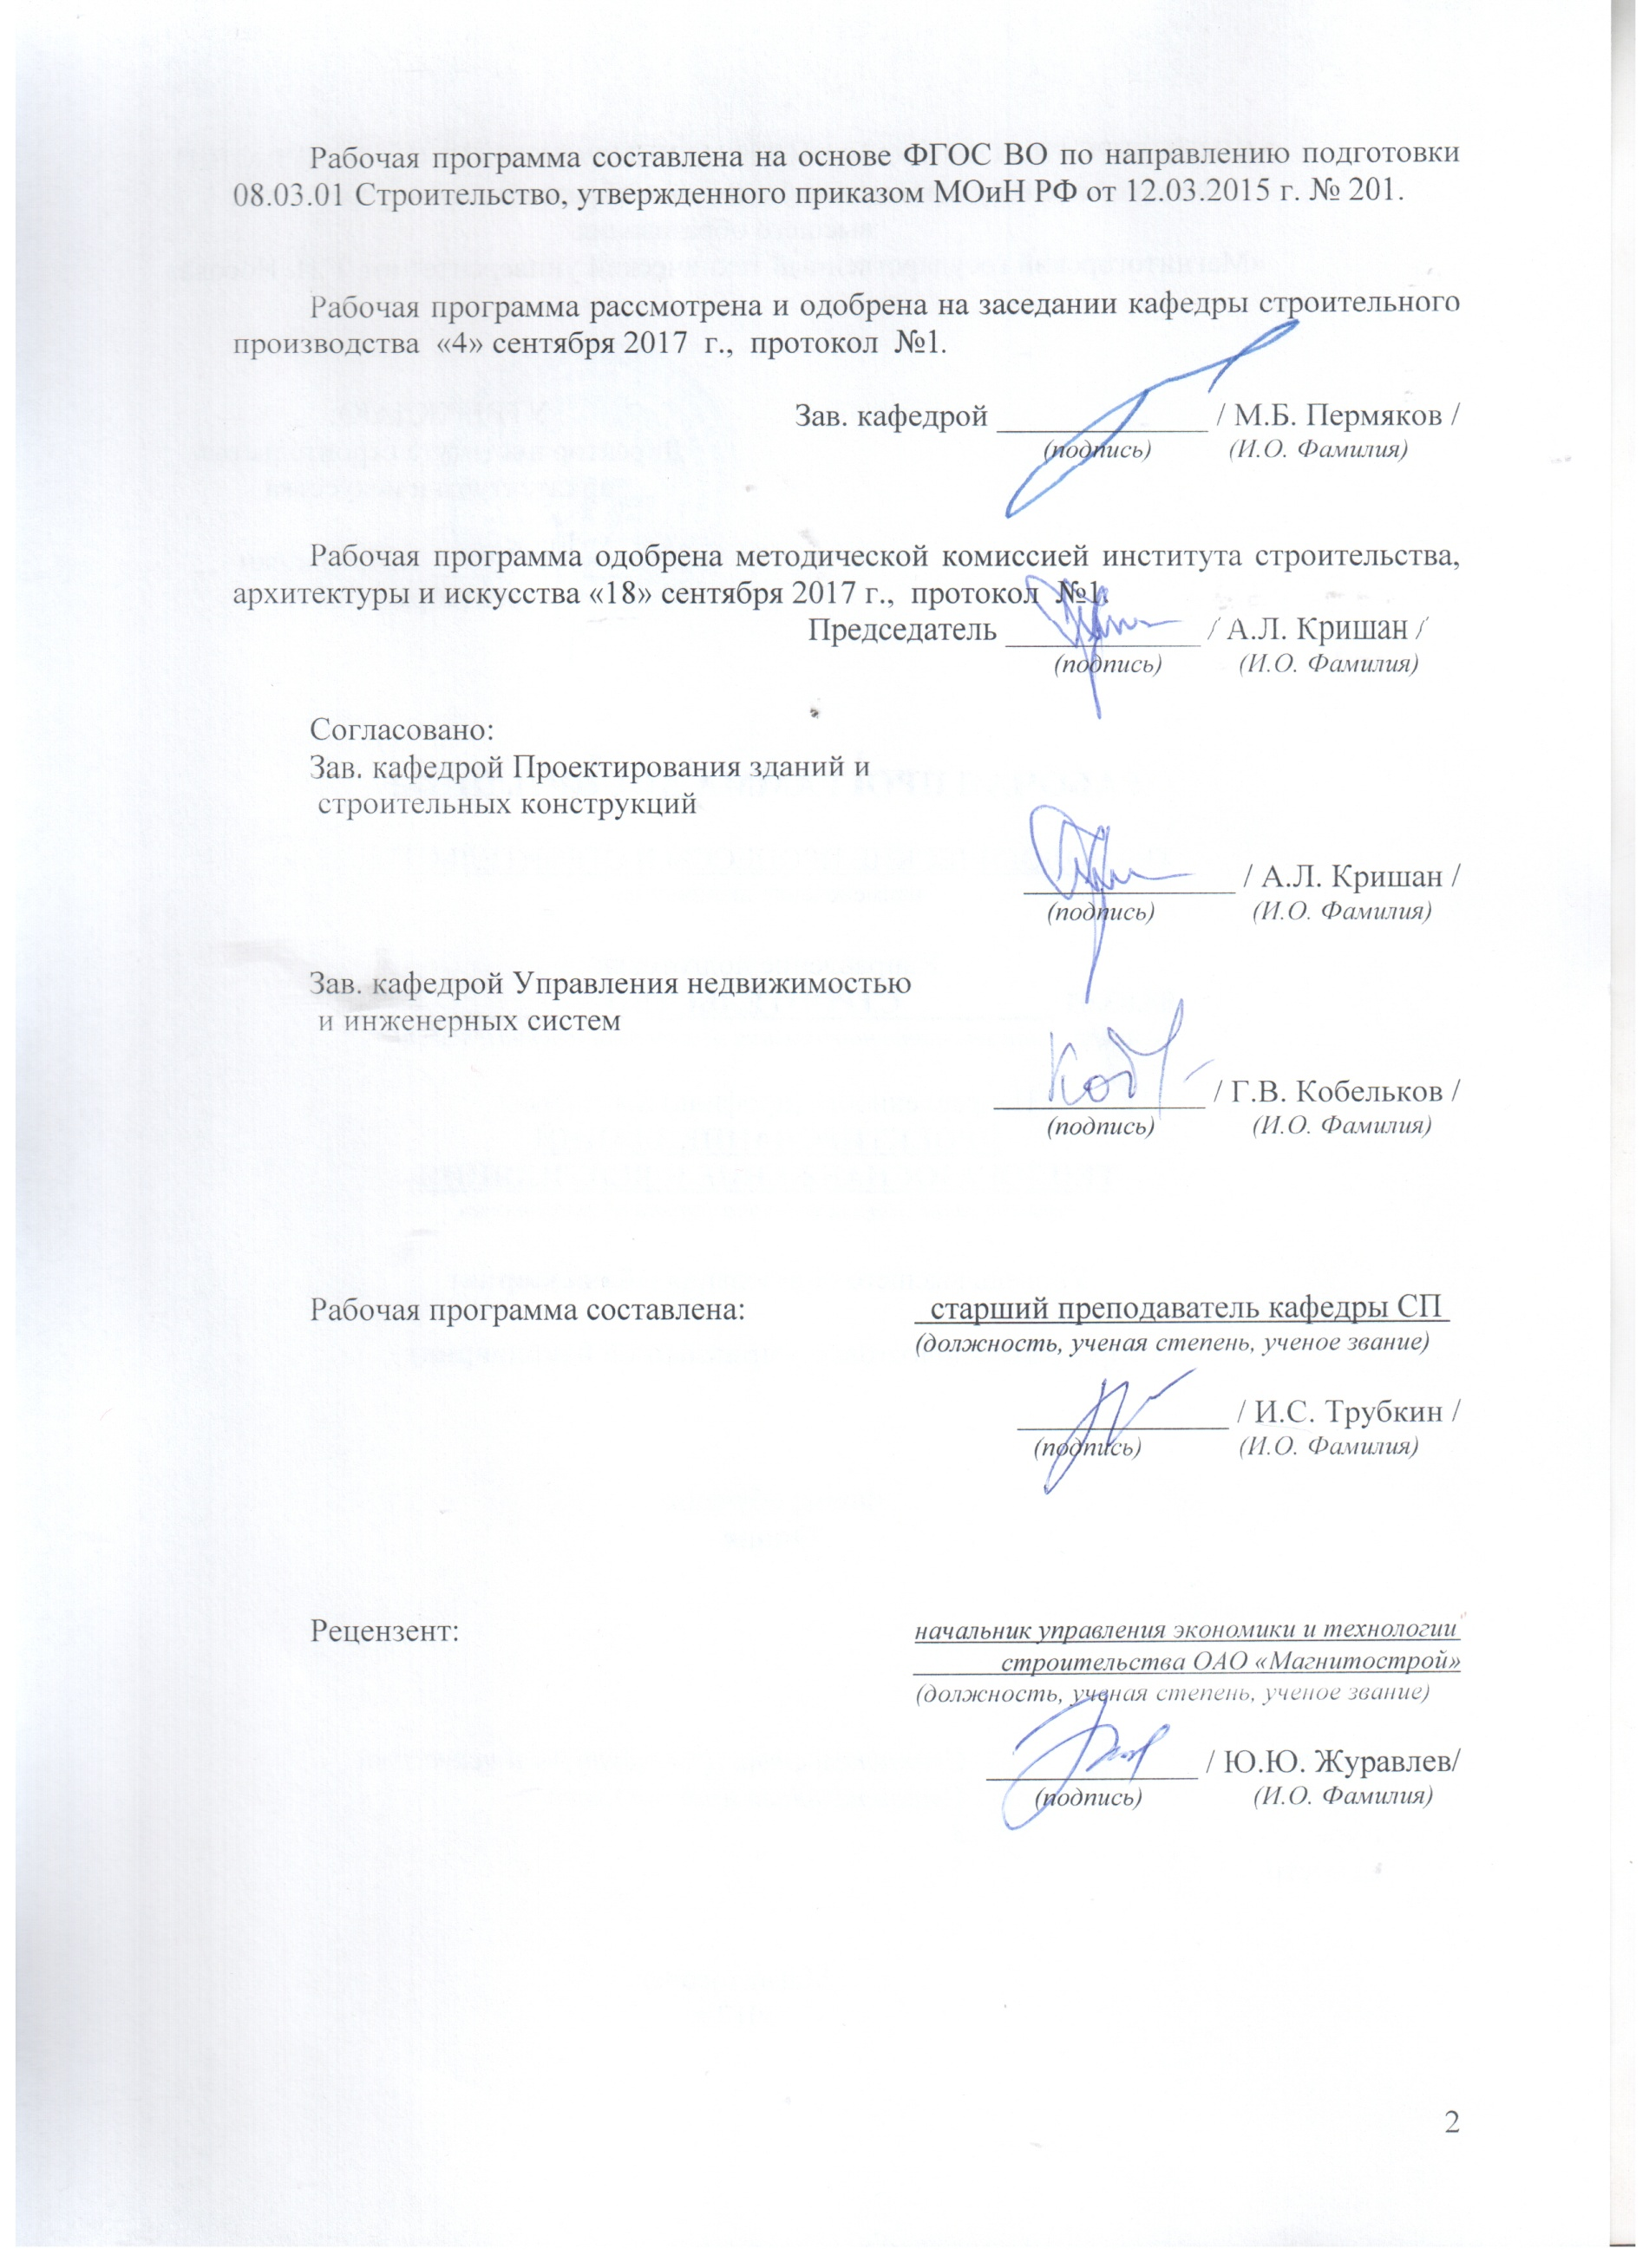 Рабочая программа составлена на основе ФГОС ВО по направлению подготовки
08.03.01 Строительство, утвержденного приказом МОиН РФ от 12.03.2015 г. № 201.
Рабочая программа рассмотрена и одобрена на заседании кафедры строительного
производства «4» сентября 2017 г., протокол №1.
Зав. кафедрой _______________ / М.Б. Пермяков /
(подпись) (И.О. Фамилия)
Рабочая программа одобрена методической комиссией института строительства,
архитектуры и искусства «18» сентября 2017 г., протокол №1.
Председатель ______________ / А.Л. Кришан /
(подпись) (И.О. Фамилия)
Согласовано:
Зав. кафедрой Проектирования зданий и
строительных конструкций
_______________ / А.Л. Кришан /
(подпись) (И.О. Фамилия)
Зав. кафедрой Управления недвижимостью
и инженерных систем
_______________ / Г.В. Кобельков /
(подпись) (И.О. Фамилия)
Рабочая программа составлена: старший преподаватель кафедры СП
(должность, ученая степень, ученое звание)
_______________ / И.С. Трубкин /
(подпись) (И.О. Фамилия)
Рецензент: начальник управления экономики и технологии
строительства ОАО «Магнитострой»
(должность, ученая степень, ученое звание)
_______________ / Ю.Ю. Журавлев/
(подпись) (И.О. Фамилия)
2